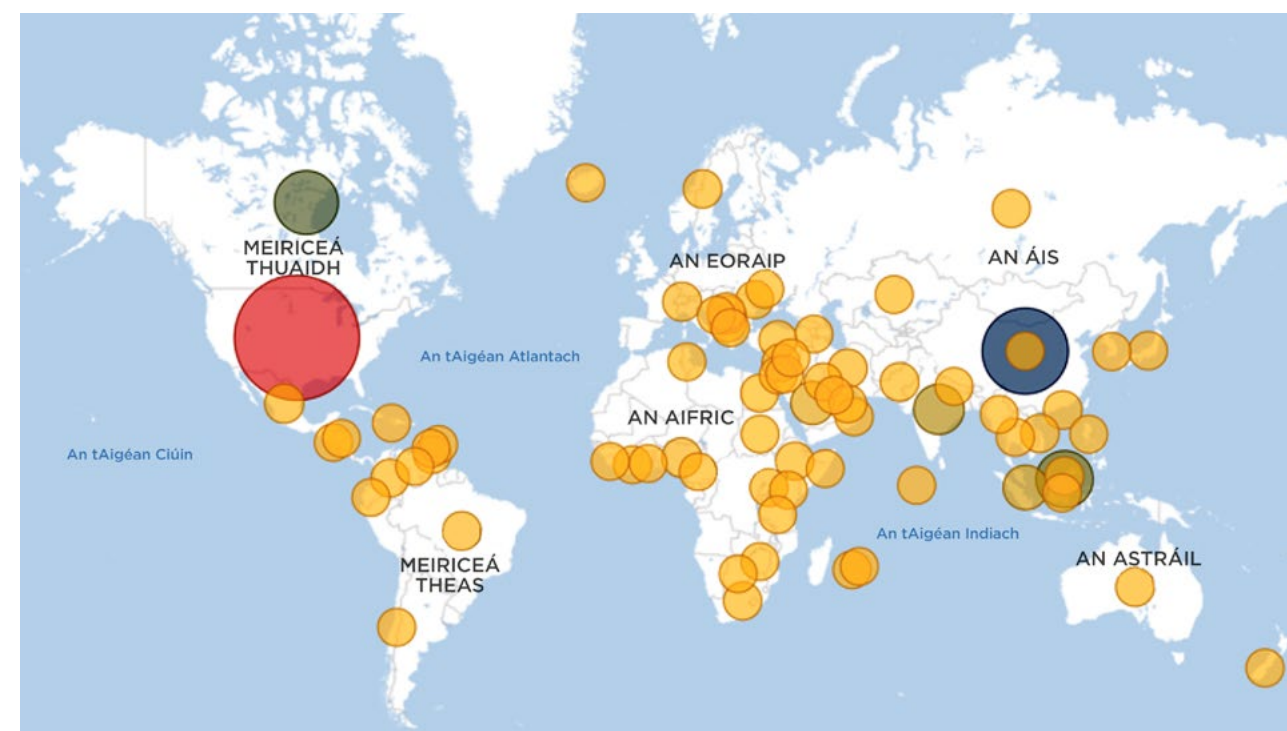 MEIRICEÁ
THUAIDH
AN EORAIP
AN ÁIS
An tAigéan Atlantach
AN AIFRIC
An tAigéan Ciúin
An tAigéan Indiach
MEIRICEÁ
THEAS
AN ASTRÁIL